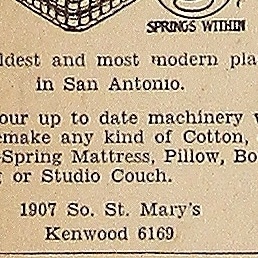 SPRINGS WITHIN
ldest and most modern pla
in San Antonio.
our up to date machinery
emake any kind of Cotton,
-Spring Mattress, Pillow, Bo
or Studio Couch.
1907 So. St. Mary's
Kenwood 6169